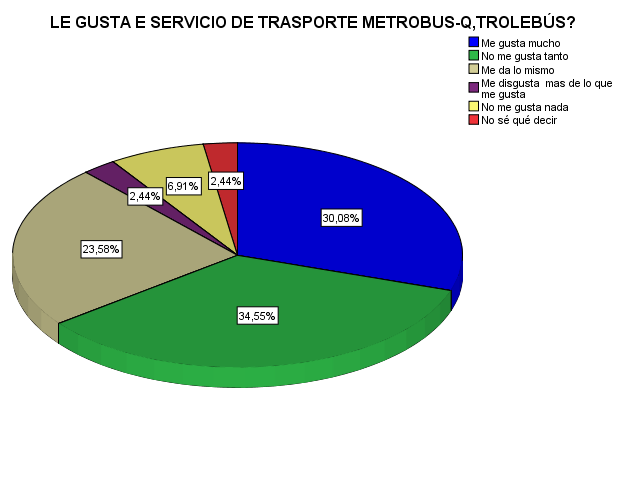 LE GUSTA E SERVICIO DE TRASPORTE METROBUS-Q,TROLEBÚS?
Me gusta mucho
No me gusta tanto
Me da lo mismo
Me disgusta mas de lo que
me gusta
No me gusta nada
No sé qué decir
2,44%
6,91%
2,44%
30,08%
23,58%
34,55%